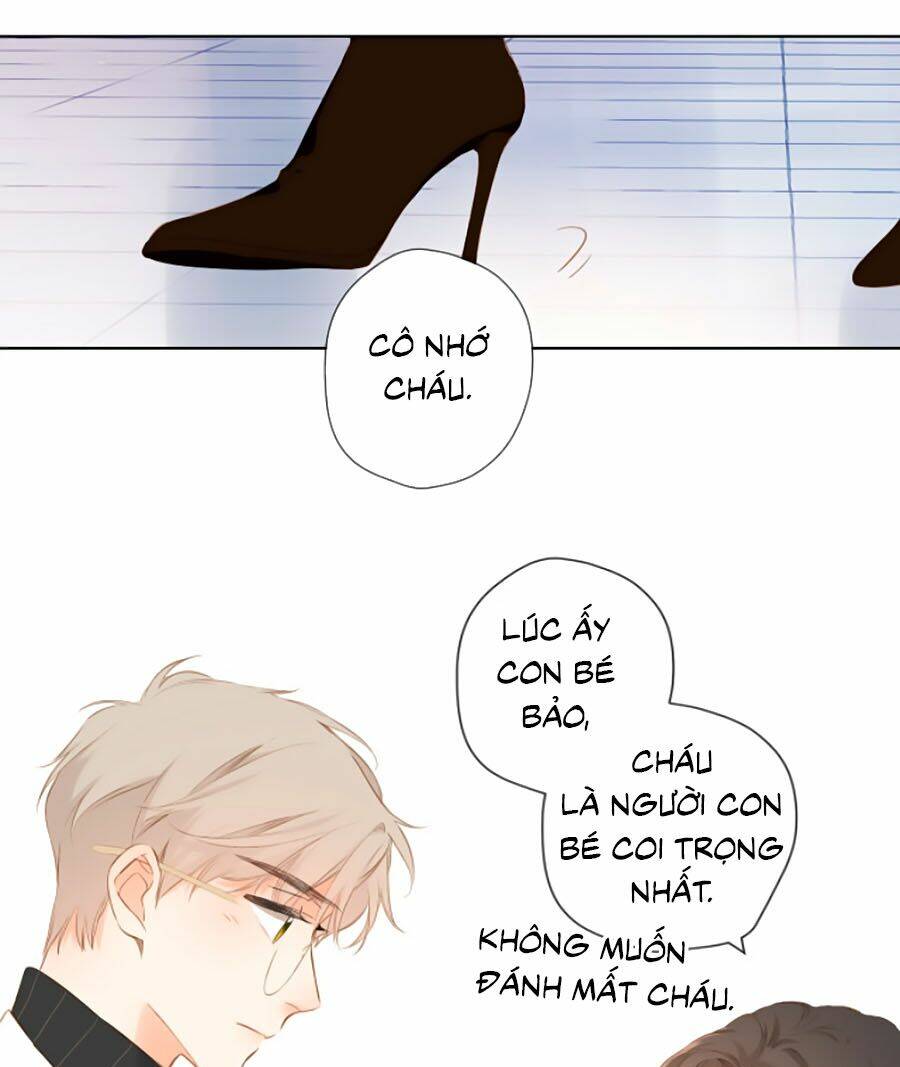 CÔ NHỚ
CHÁU.
LÚC ẤY
CON BÉ
BẢO,
CHÁU
LÀ NGƯỜI CON
BÉ COI TRỌNG
NHẤT.
KHÔNG MUỐN
ĐÁNH MẤT CHÁU.